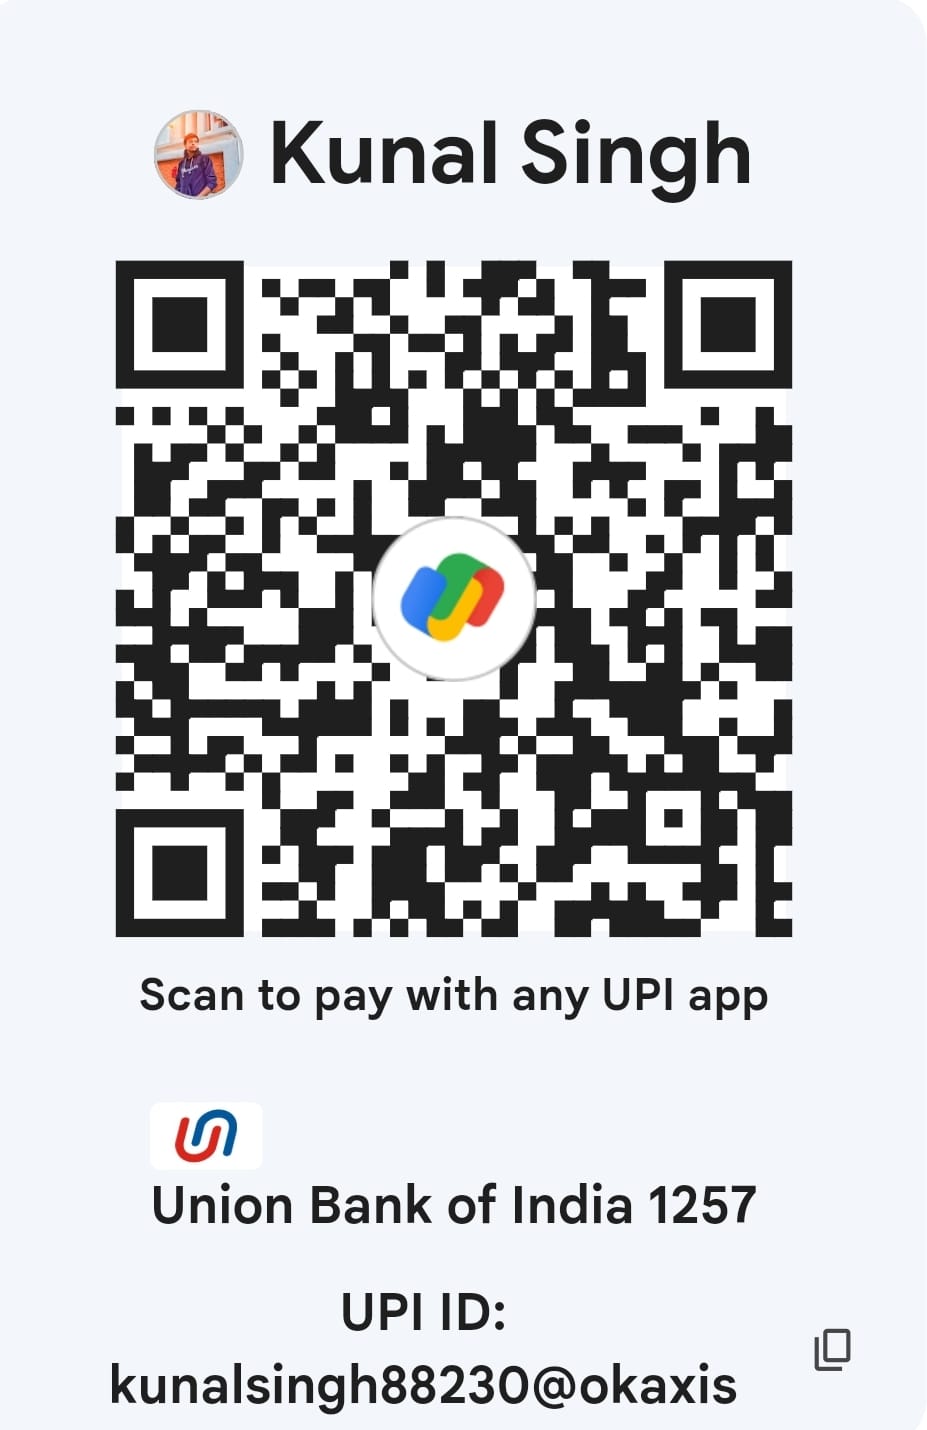 Kunal Singh
Scan to pay with any UPI app
Union Bank of India 1257
UPI ID:
kunalsingh88230@okaxis